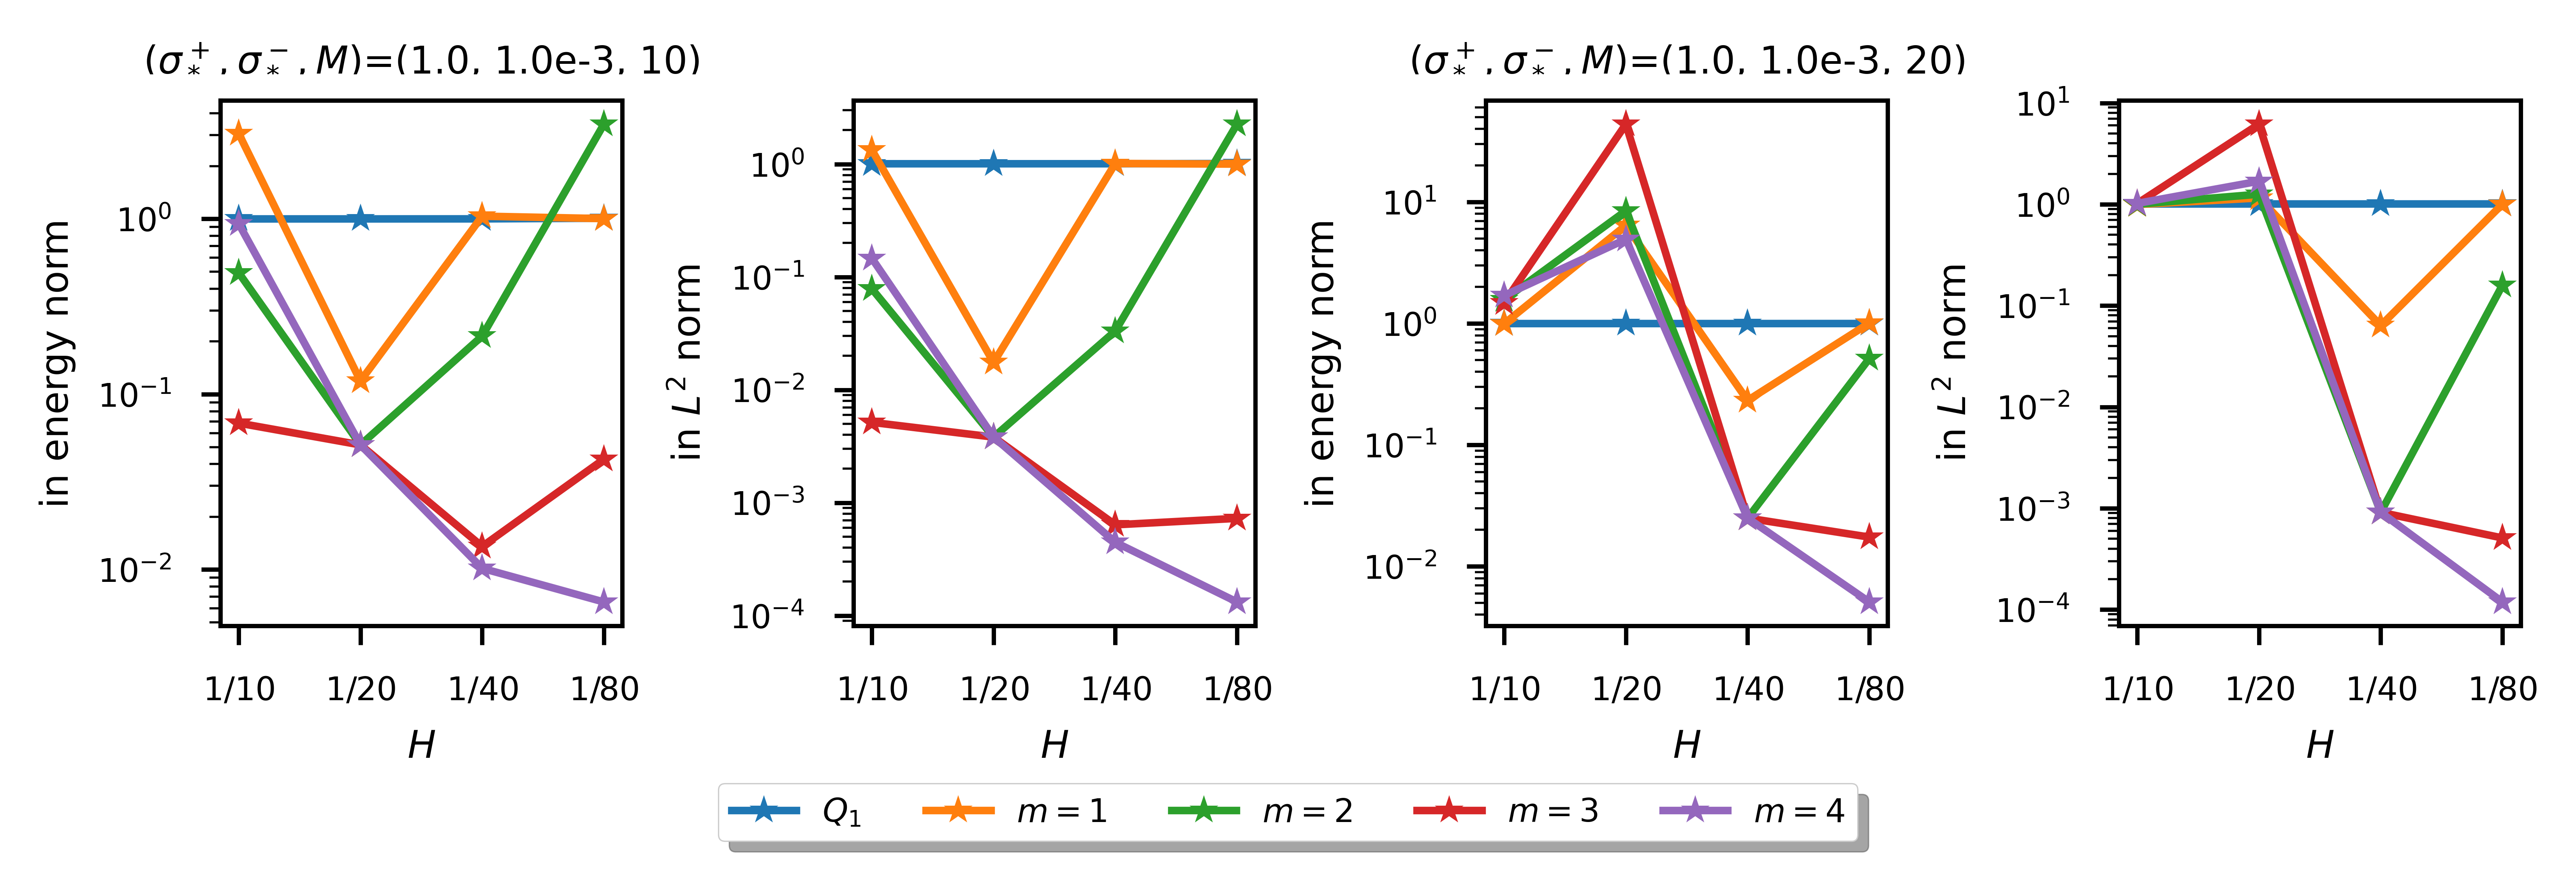 (σ*+, σ*−, M)=(1.0, 1.0e-3, 10)
(σ*+, σ*−, M)=(1.0, 1.0e-3, 20)
in energy norm
10^0
10^−1
10^−2
1/10 1/20 1/40 1/80
H
in L^2 norm
10^0
10^−1
10^−2
10^−3
10^−4
1/10 1/20 1/40 1/80
H
in energy norm
10^1
10^0
10^−1
10^−2
1/10 1/20 1/40 1/80
H
in L^2 norm
10^1
10^0
10^−1
10^−2
10^−3
10^−4
1/10 1/20 1/40 1/80
H
Q_1 m = 1 m = 2 m = 3 m = 4